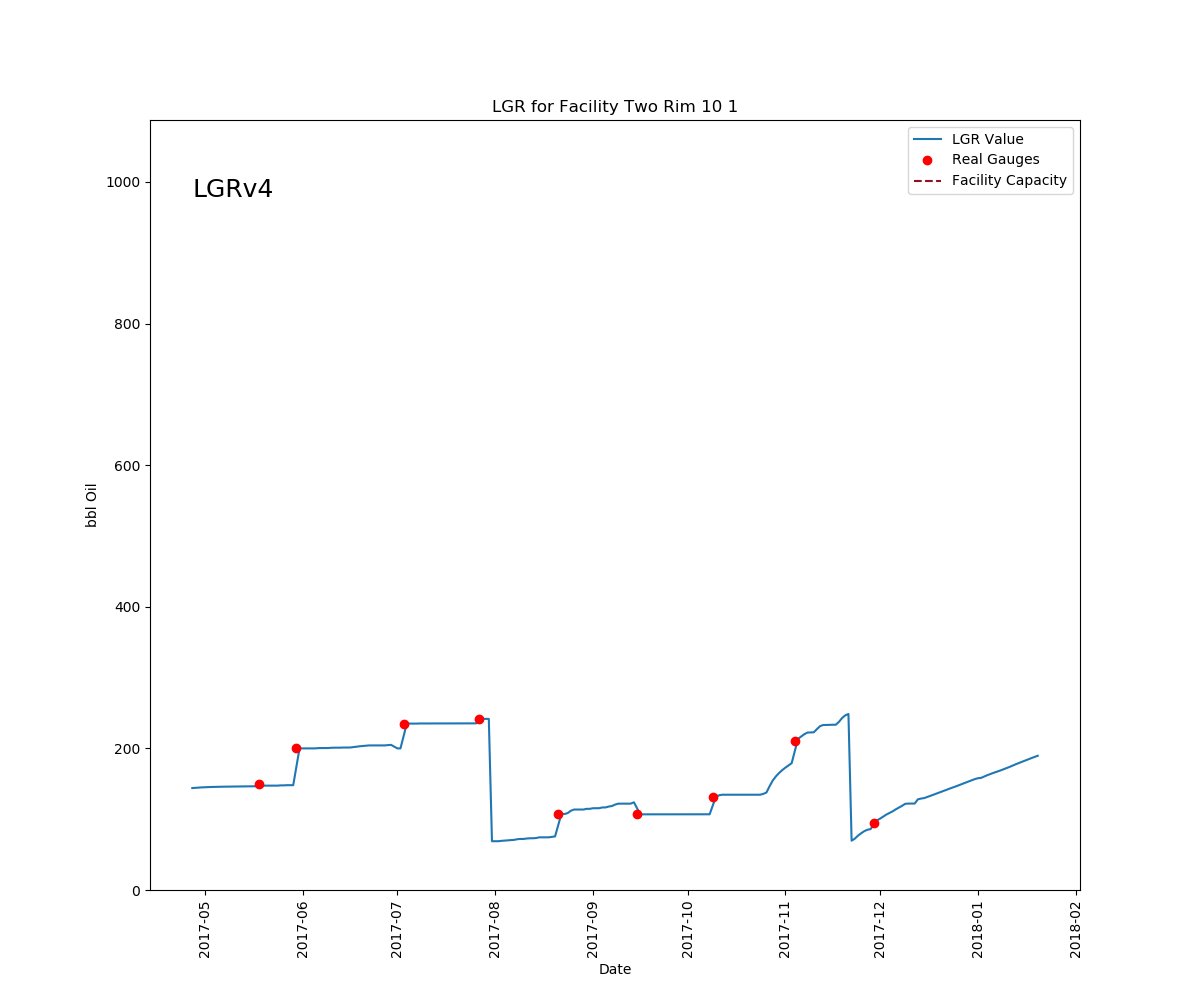 LGR for Facility Two Rim 10 1
LGRv4
LGR Value
Real Gauges
Facility Capacity
1000
800
600
400
200
0
bbl Oil
2017-05
2017-06
2017-07
2017-08
2017-09
2017-10
2017-11
2017-12
2018-01
2018-02
Date